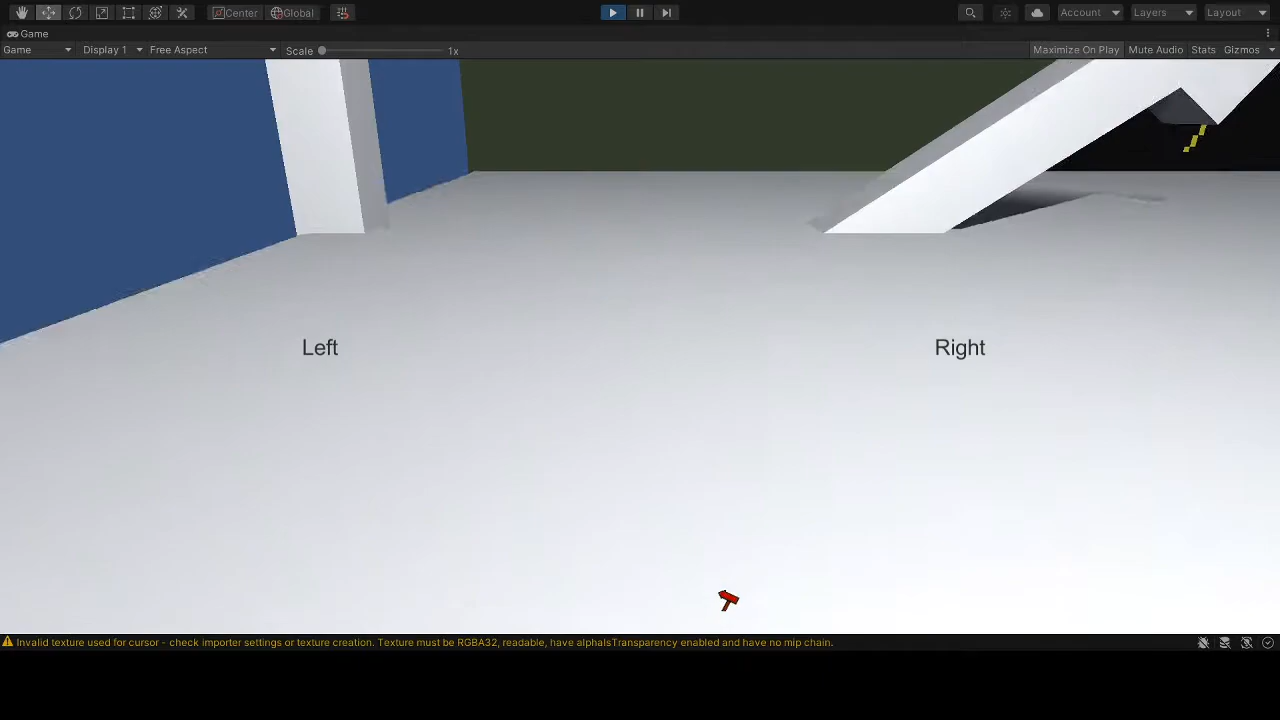 Center Global Account Layers Layout
Game
Game Display 1 Free Aspect Scale 1x Maximize On Play Mute Audio Stats Gizmos
Left Right
Invalid texture used for cursor - check importer settings or texture creation. Texture must be RGBA32, readable, have alphaIsTransparency enabled and have no mip chain.